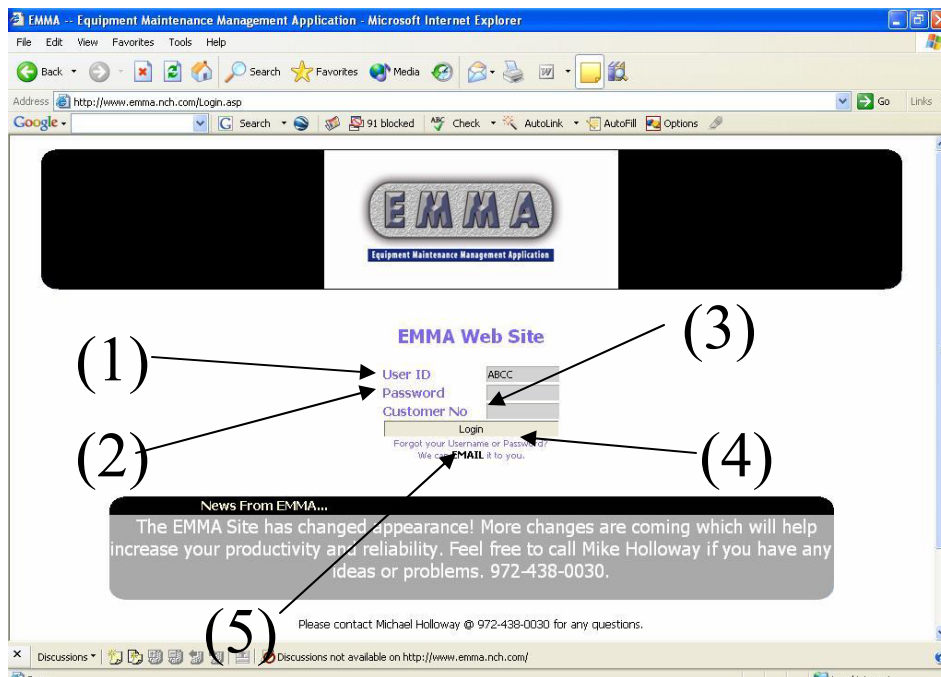 EMMA -- Equipment Maintenance Management Application - Microsoft Internet Explorer
File Edit View Favorites Tools Help
Back Search Favorites Media
Address http://www.emma.nch.com/Login.asp Go Links
Google Search 91 blocked ABC Check AutoLink AutoFill Options
EMMA
Equipment Maintenance Management Application
EMMA Web Site
(3)
(1)
User ID ABCC
Password
Customer No
Login
(2)
(4)
Forgot your Username or Password?
We can EMAIL it to you.
News From EMMA...
The EMMA Site has changed appearance! More changes are coming which will help
increase your productivity and reliability. Feel free to call Mike Holloway if you have any
ideas or problems. 972-438-0030.
(5)
Please contact Michael Holloway @ 972-438-0030 for any questions.
Discussions Discussions not available on http://www.emma.nch.com/